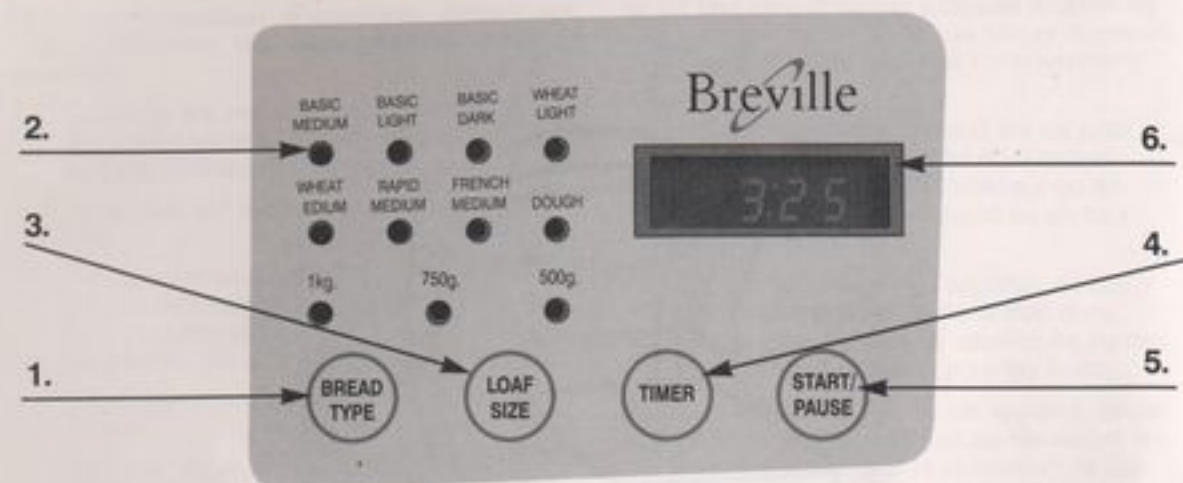 Breville
BASIC MEDIUM
BASIC LIGHT
BASIC DARK
WHEAT LIGHT
2.
6.
3:25
WHEAT EDIUM
RAPID MEDIUM
FRENCH MEDIUM
DOUGH
3.
4.
1kg.
750g.
500g.
1.
BREAD TYPE
LOAF SIZE
TIMER
START/ PAUSE
5.